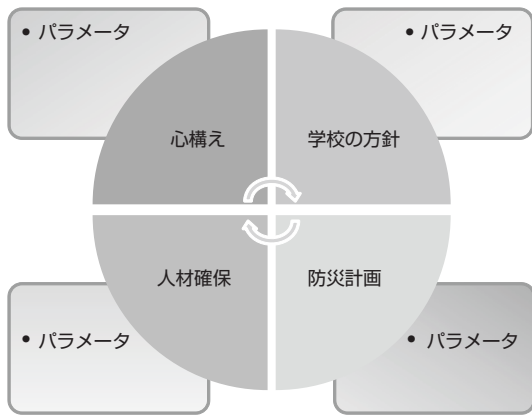 • パラメータ
• パラメータ
心構え
学校の方針
人材確保
防災計画
• パラメータ
• パラメータ